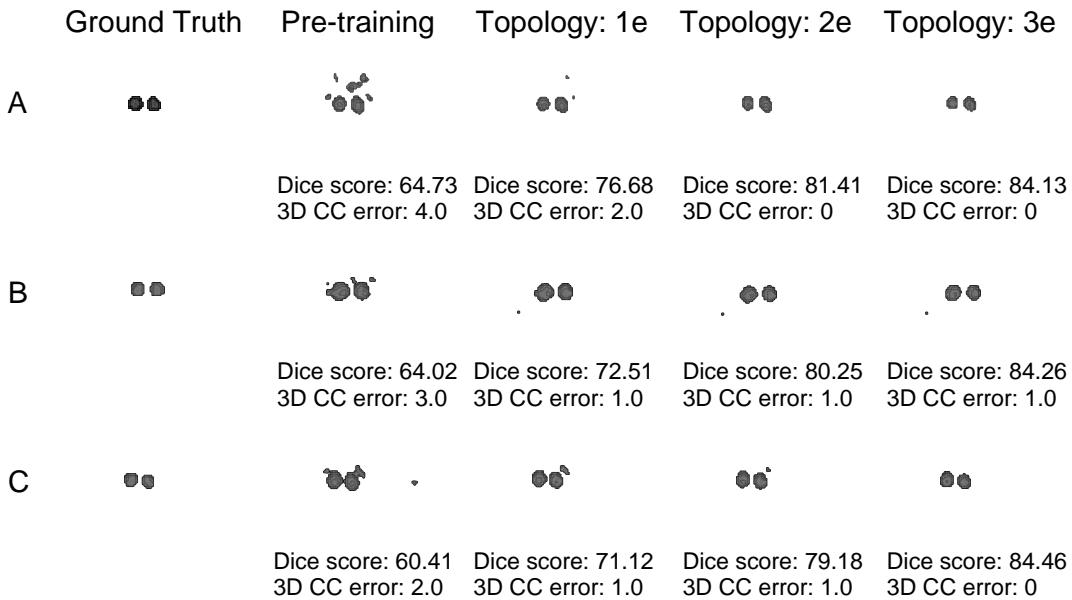 Ground Truth Pre-training Topology: 1e Topology: 2e Topology: 3e
A
Dice score: 64.73 Dice score: 76.68 Dice score: 81.41 Dice score: 84.13
3D CC error: 4.0 3D CC error: 2.0 3D CC error: 0 3D CC error: 0
B
Dice score: 64.02 Dice score: 72.51 Dice score: 80.25 Dice score: 84.26
3D CC error: 3.0 3D CC error: 1.0 3D CC error: 1.0 3D CC error: 1.0
C
Dice score: 60.41 Dice score: 71.12 Dice score: 79.18 Dice score: 84.46
3D CC error: 2.0 3D CC error: 1.0 3D CC error: 1.0 3D CC error: 0